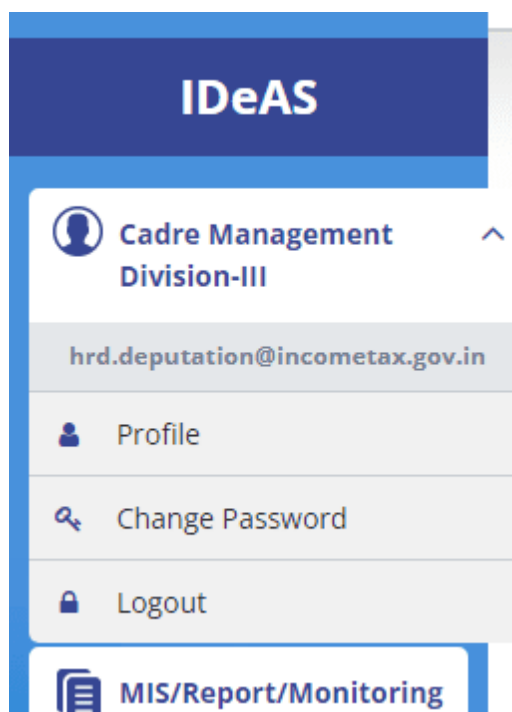 IDeAS
Cadre Management
Division-III
hrd.deputation@incometax.gov.in
Profile
Change Password
Logout
MIS/Report/Monitoring